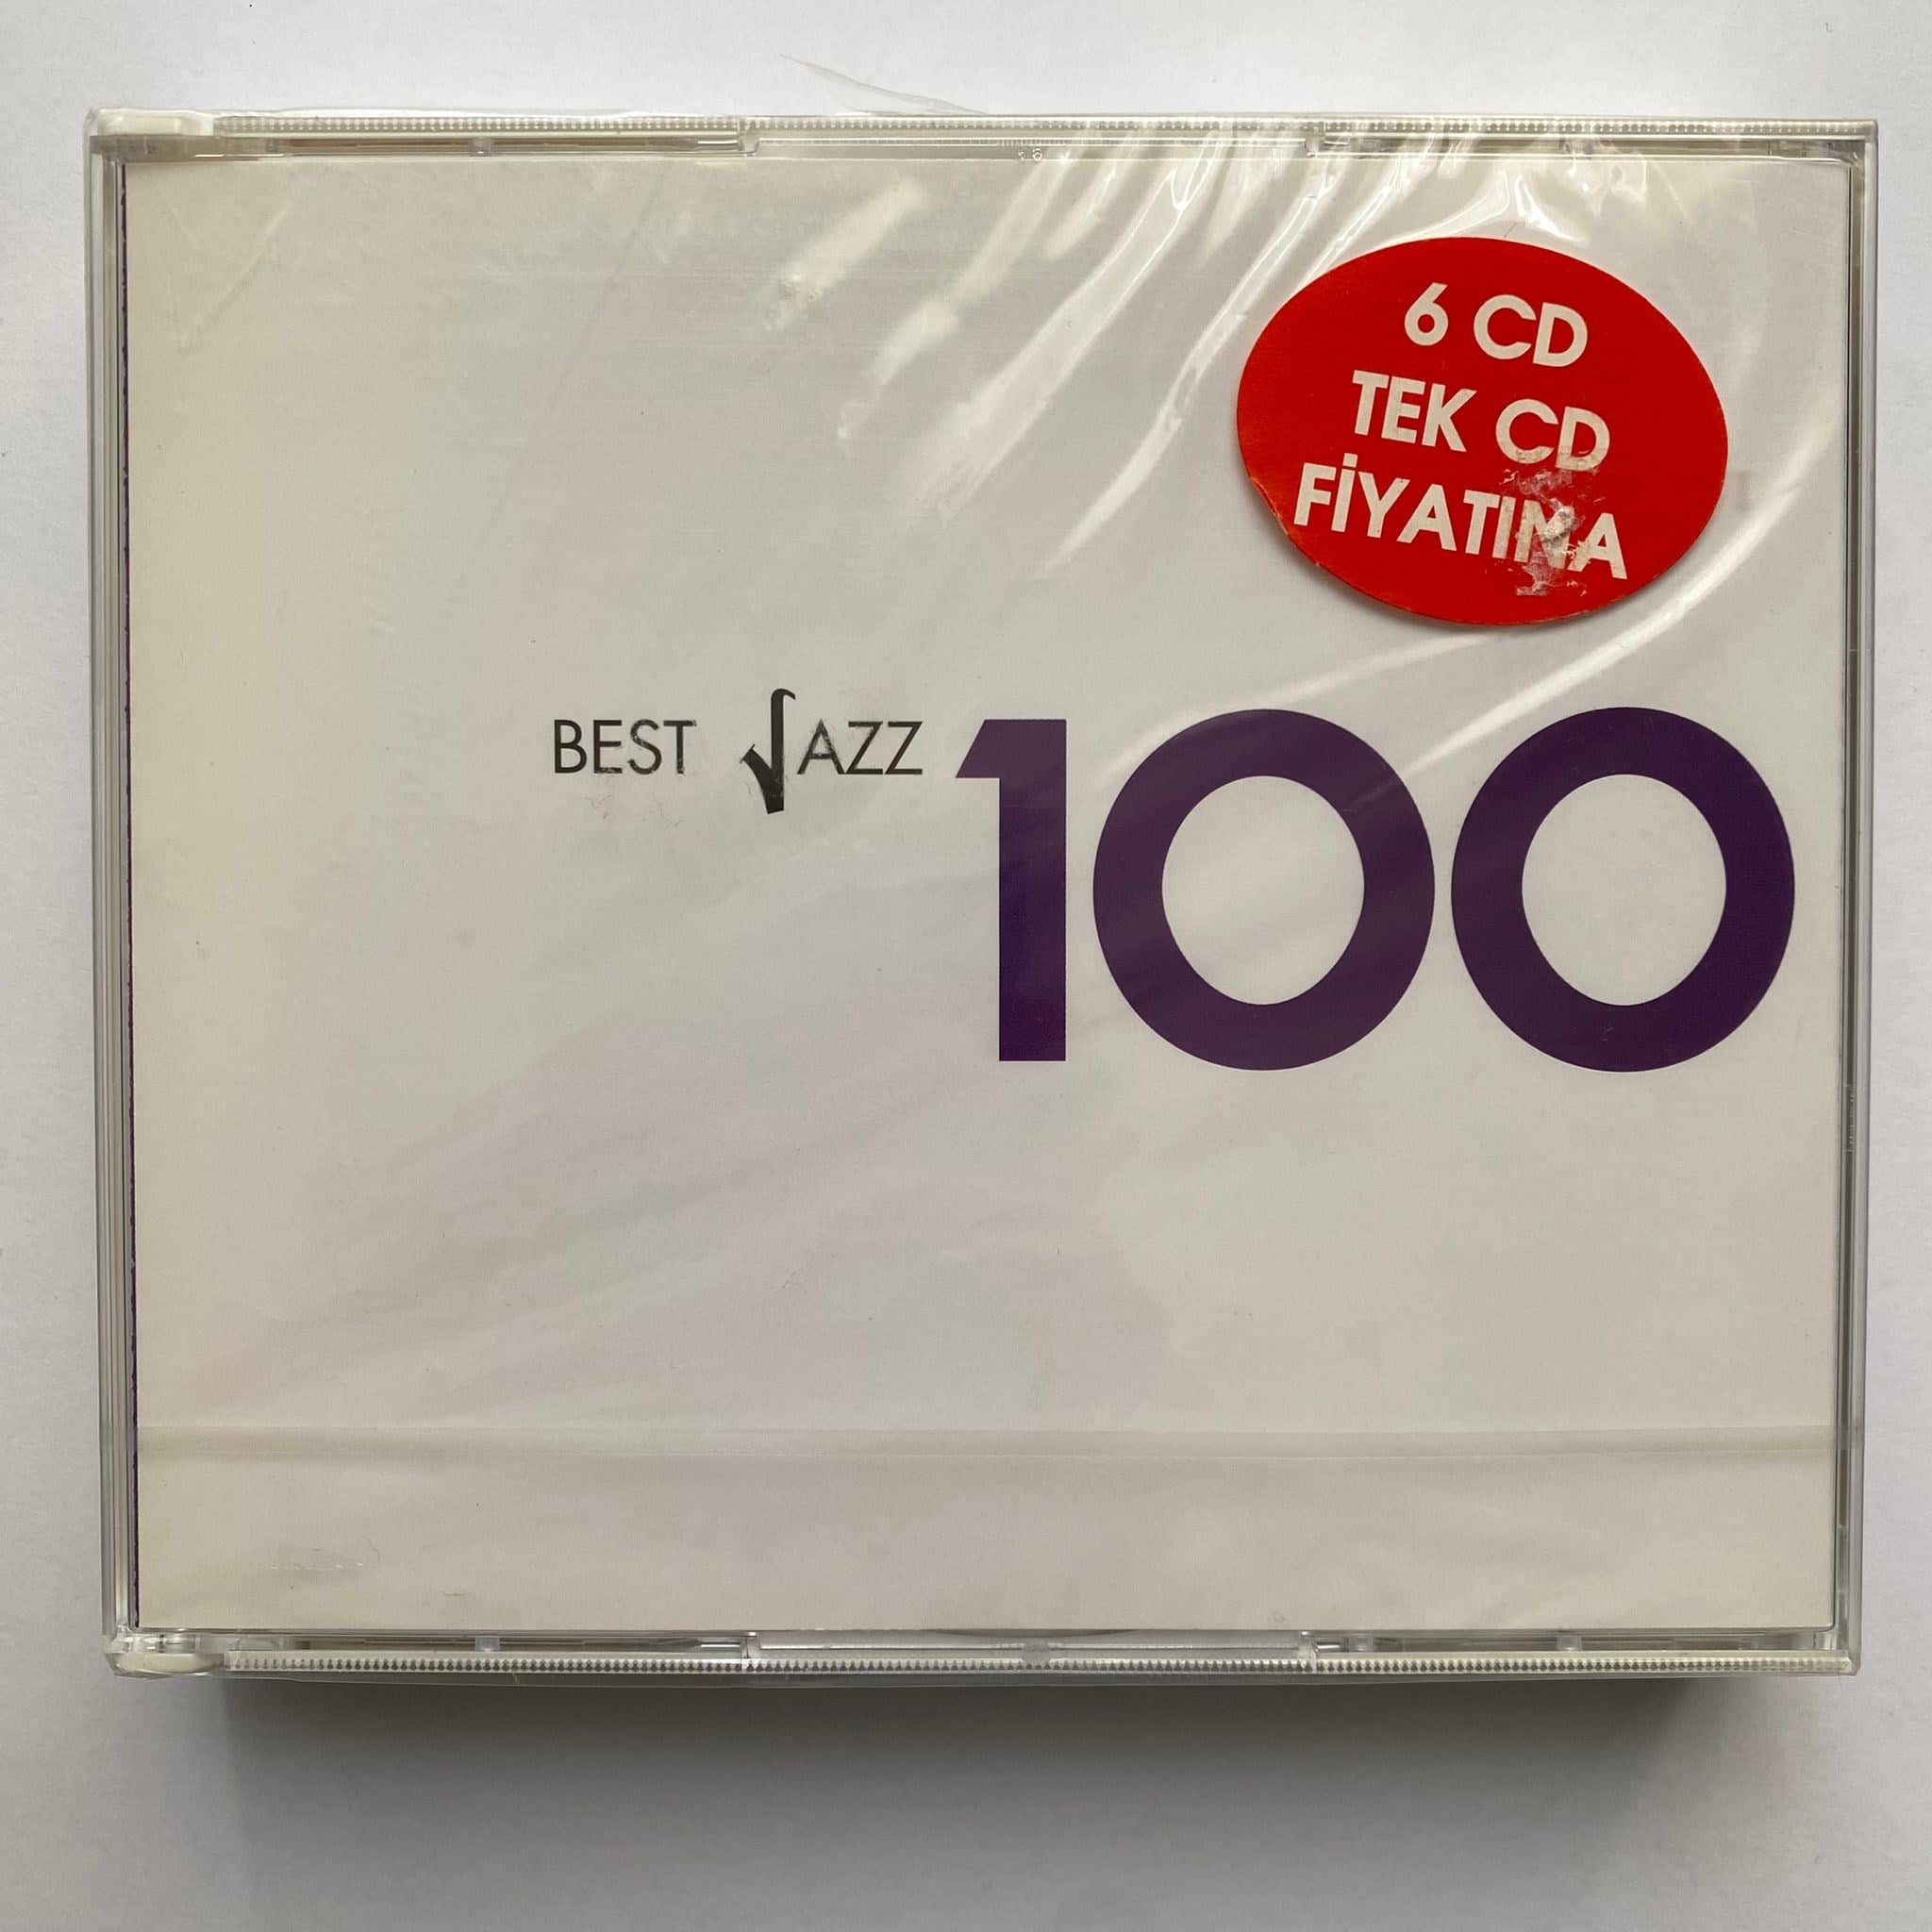 6 CD
TEK CD
FİYATINA
BEST JAZZ 100